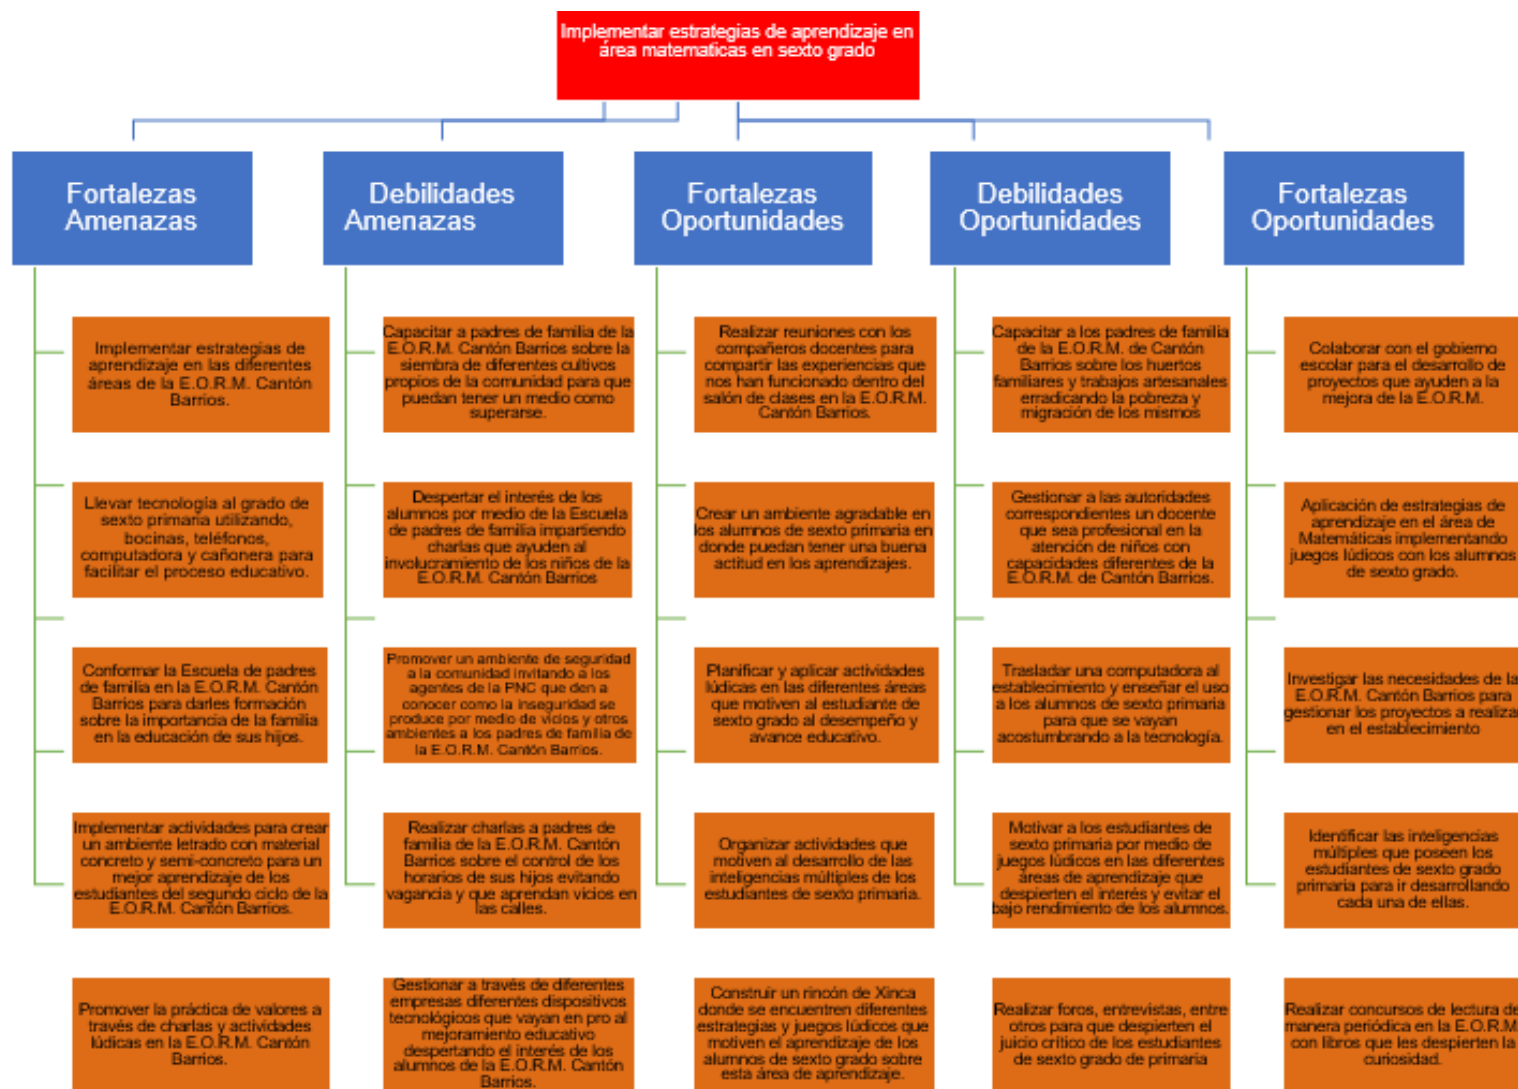 Implementar estrategias de aprendizaje en
área matematicas en sexto grado
Fortalezas
Amenazas
Implementar estrategias de
aprendizaje en las diferentes
áreas de la E.O.R.M. Cantón
Barrios.
Llevar tecnología al grado de
sexto primaria utilizando,
bocinas, teléfonos,
computadora y cañonera para
facilitar el proceso educativo.
Conformar la Escuela de padres
de familia en la E.O.R.M. Cantón
Barrios para darles formación
sobre la importancia de la familia
en la educación de sus hijos.
Implementar actividades para crear
un ambiente letrado con material
concreto y semi-concreto para un
mejor aprendizaje de los
estudiantes del segundo ciclo de la
E.O.R.M. Cantón Barrios.
Promover la práctica de valores a
través de charlas y actividades
lúdicas en la E.O.R.M. Cantón
Barrios.
Debilidades
Amenazas
Capacitar a padres de familia de la
E.O.R.M. Cantón Barrios sobre la
siembra de diferentes cultivos
propios de la comunidad para que
puedan tener un medio como
superarse.
Despertar el interés de los
alumnos por medio de la Escuela
de padres de familia impartiendo
charlas que ayuden al
involucramiento de los niños de la
E.O.R.M. Cantón Barrios
Promover un ambiente de seguridad
a la comunidad invitando a los
agentes de la PNC que den a
conocer como la inseguridad se
produce por medio de vicios y otros
ambientes a los padres de familia de
la E.O.R.M. Cantón Barrios.
Realizar charlas a padres de
familia de la E.O.R.M. Cantón
Barrios sobre el control de los
horarios de sus hijos evitando
vagancia y que aprendan vicios en
las calles.
Gestionar a través de diferentes
empresas diferentes dispositivos
tecnológicos que vayan en pro al
mejoramiento educativo
despertando el interés de los
alumnos de la E.O.R.M. Cantón
Barrios.
Fortalezas
Oportunidades
Realizar reuniones con los
compañeros docentes para
compartir las experiencias que
nos han funcionado dentro del
salón de clases en la E.O.R.M.
Cantón Barrios.
Crear un ambiente agradable en
los alumnos de sexto primaria en
donde puedan tener una buena
actitud en los aprendizajes.
Planificar y aplicar actividades
lúdicas en las diferentes áreas
que motiven al estudiante de
sexto grado al desempeño y
avance educativo.
Organizar actividades que
motiven al desarrollo de las
inteligencias múltiples de los
estudiantes de sexto primaria.
Construir un rincón de Xinca
donde se encuentren diferentes
estrategias y juegos lúdicos que
motiven el aprendizaje de los
alumnos de sexto grado sobre
esta área de aprendizaje.
Debilidades
Oportunidades
Capacitar a los padres de família
de la E.O.R.M. de Cantón
Barrios sobre los huertos
familiares y trabajos artesanales
erradicando la pobreza y
migración de los mismos
Gestionar a las autoridades
correspondientes un docente
que sea profesional en la
atención de niños con
capacidades diferentes de la
E.O.R.M. de Cantón Barrios.
Trasladar una computadora al
establecimiento y enseñar el uso
a los alumnos de sexto primaria
para que se vayan
acostumbrando a la tecnología.
Motivar a los estudiantes de
sexto primaria por medio de
juegos lúdicos en las diferentes
áreas de aprendizaje que
despierten el interés y evitar el
bajo rendimiento de los alumnos.
Realizar foros, entrevistas, entre
otros para que despierten el
juicio crítico de los estudiantes
de sexto grado de primaria
Fortalezas
Oportunidades
Colaborar con el gobierno
escolar para el desarrollo de
proyectos que ayuden a la
mejora de la E.O.R.M.
Aplicación de estrategias de
aprendizaje en el área de
Matemáticas implementando
juegos lúdicos con los alumnos
de sexto grado.
Investigar las necesidades de la
E.O.R.M. Cantón Barrios para
gestionar los proyectos a realizar
en el establecimiento
Identificar las inteligencias
múltiples que poseen los
estudiantes de sexto grado
primaria para ir desarrollando
cada una de ellas.
Realizar concursos de lectura de
manera periódica en la E.O.R.M
con libros que les despierten la
curiosidad.